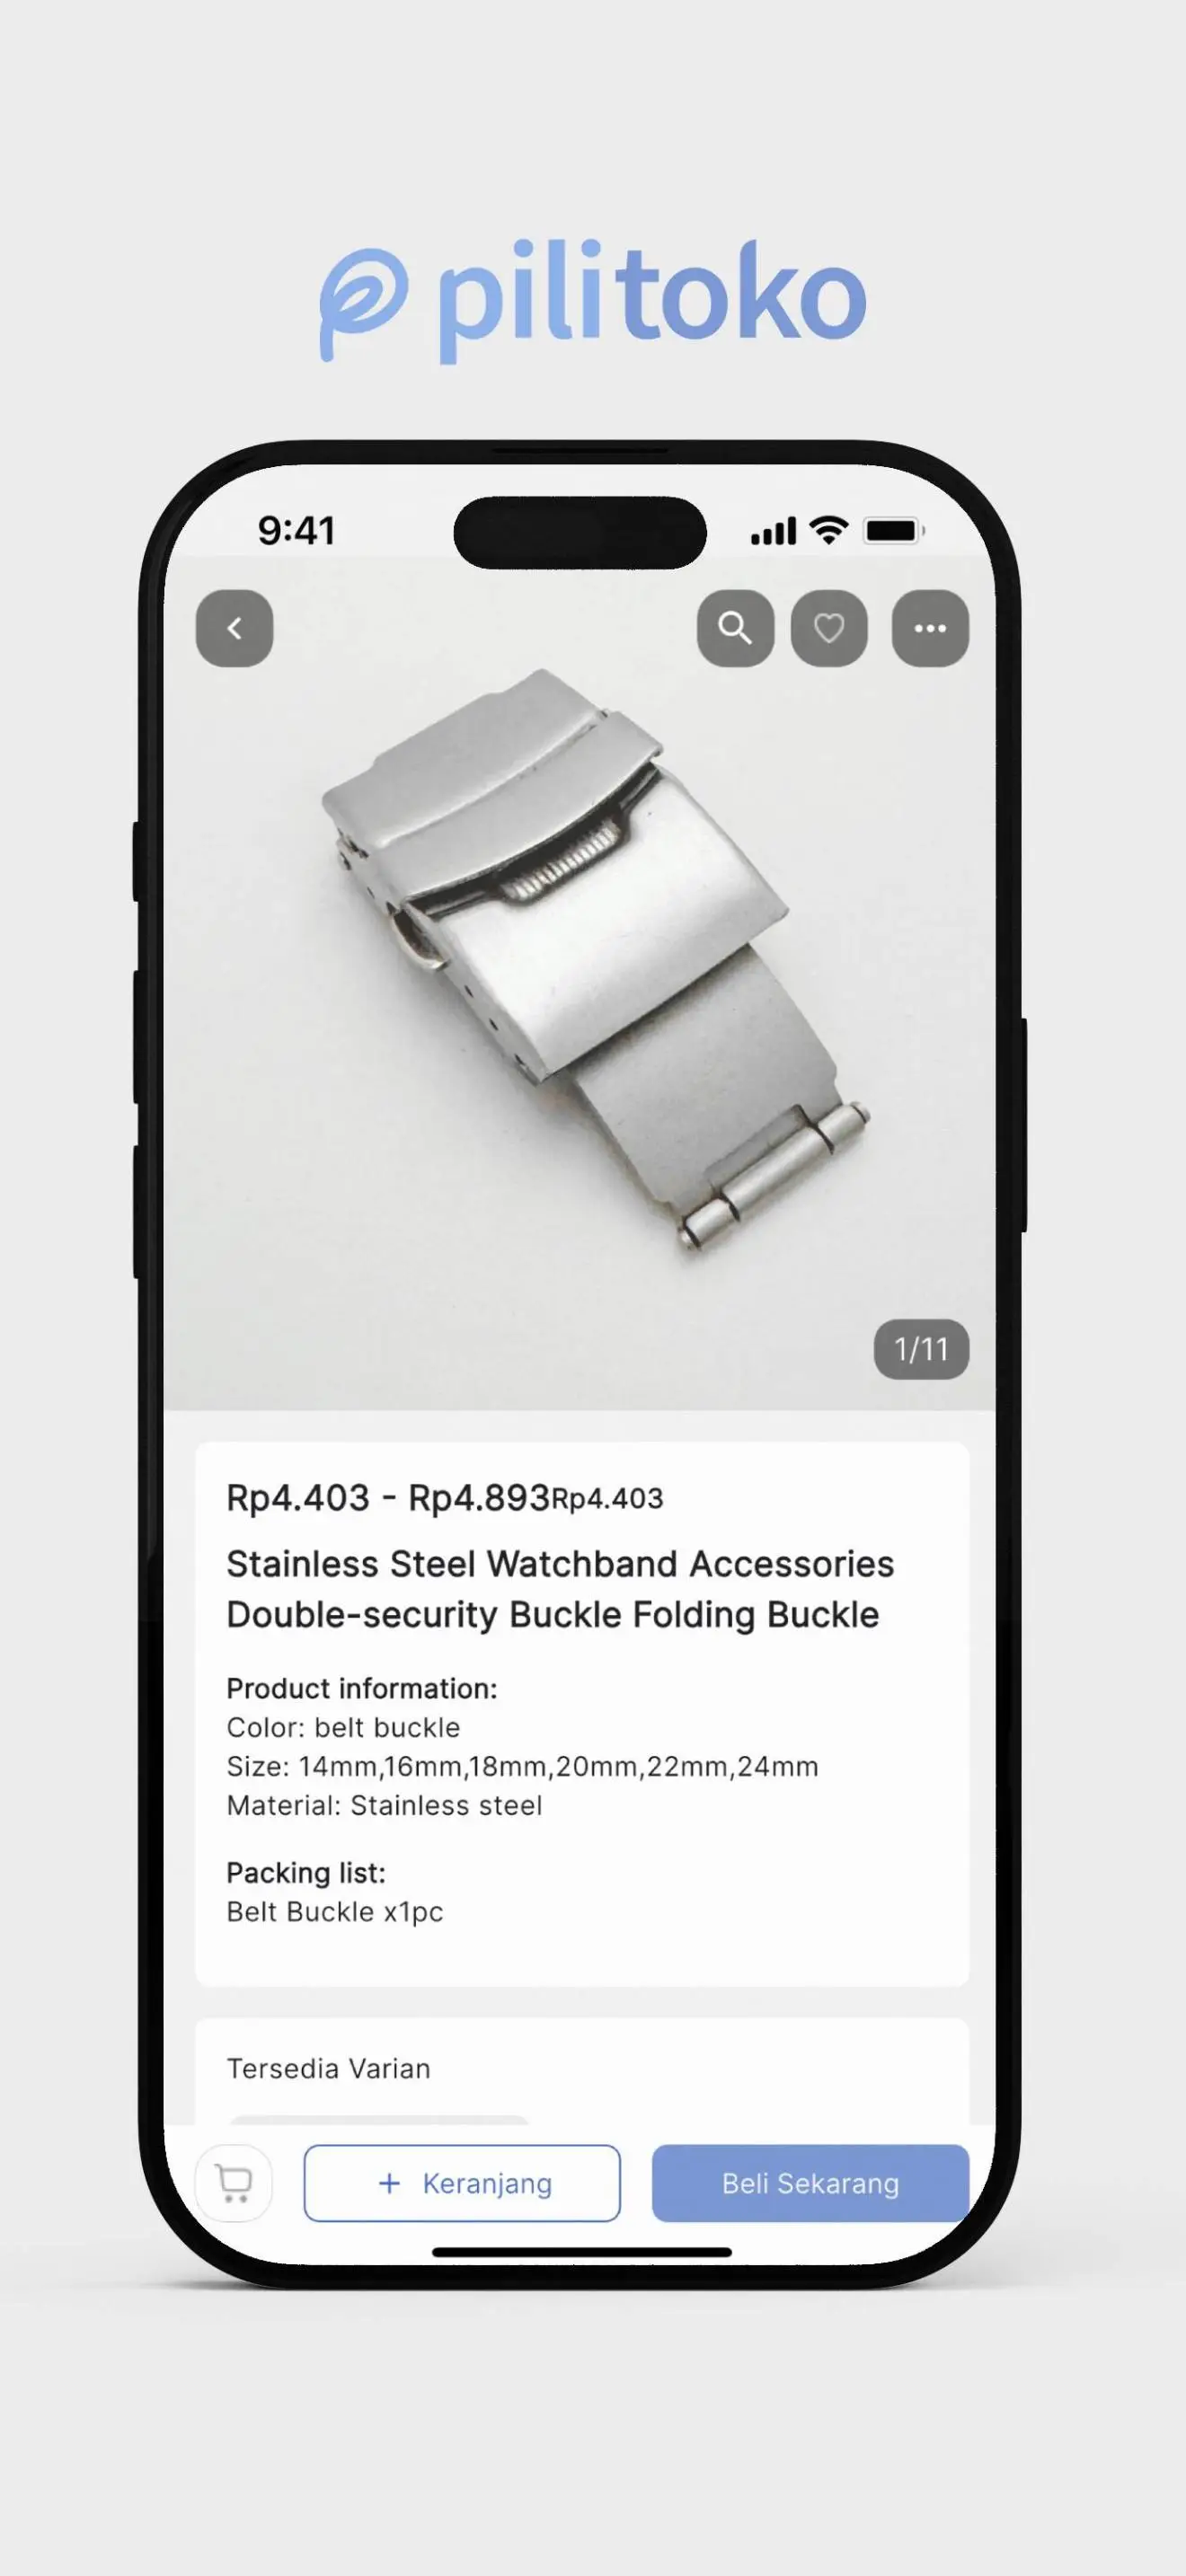 pilitoko
9:41
1/11
Rp4.403 - Rp4.893Rp4.403
Stainless Steel Watchband Accessories
Double-security Buckle Folding Buckle
Product information:
Color: belt buckle
Size: 14mm,16mm,18mm,20mm,22mm,24mm
Material: Stainless steel
Packing list:
Belt Buckle x1pc
Tersedia Varian
+ Keranjang
Beli Sekarang